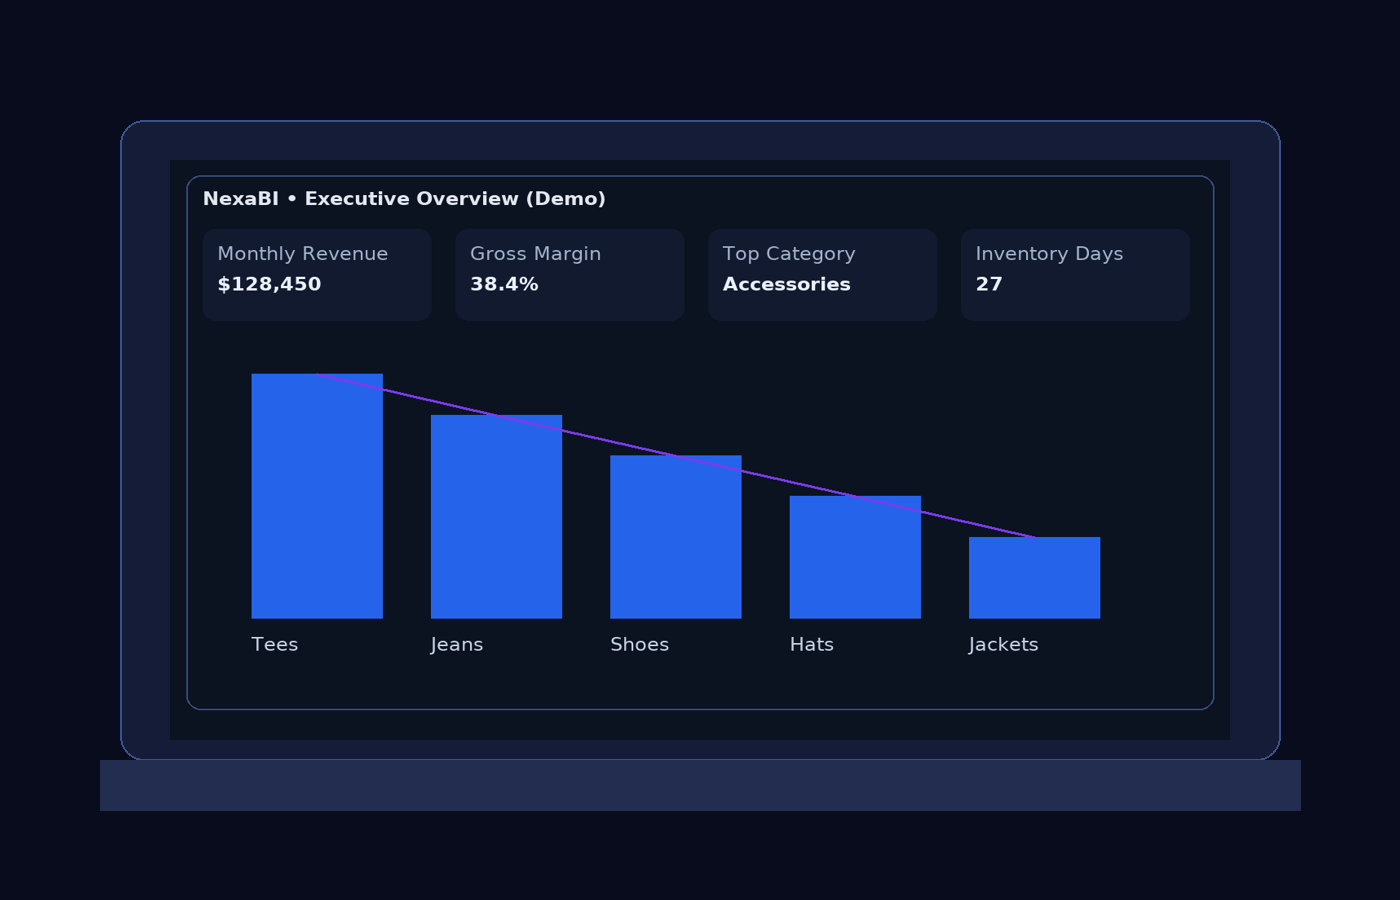 NexaBI • Executive Overview (Demo)
Monthly Revenue
$128,450
Gross Margin
38.4%
Top Category
Accessories
Inventory Days
27
Tees
Jeans
Shoes
Hats
Jackets